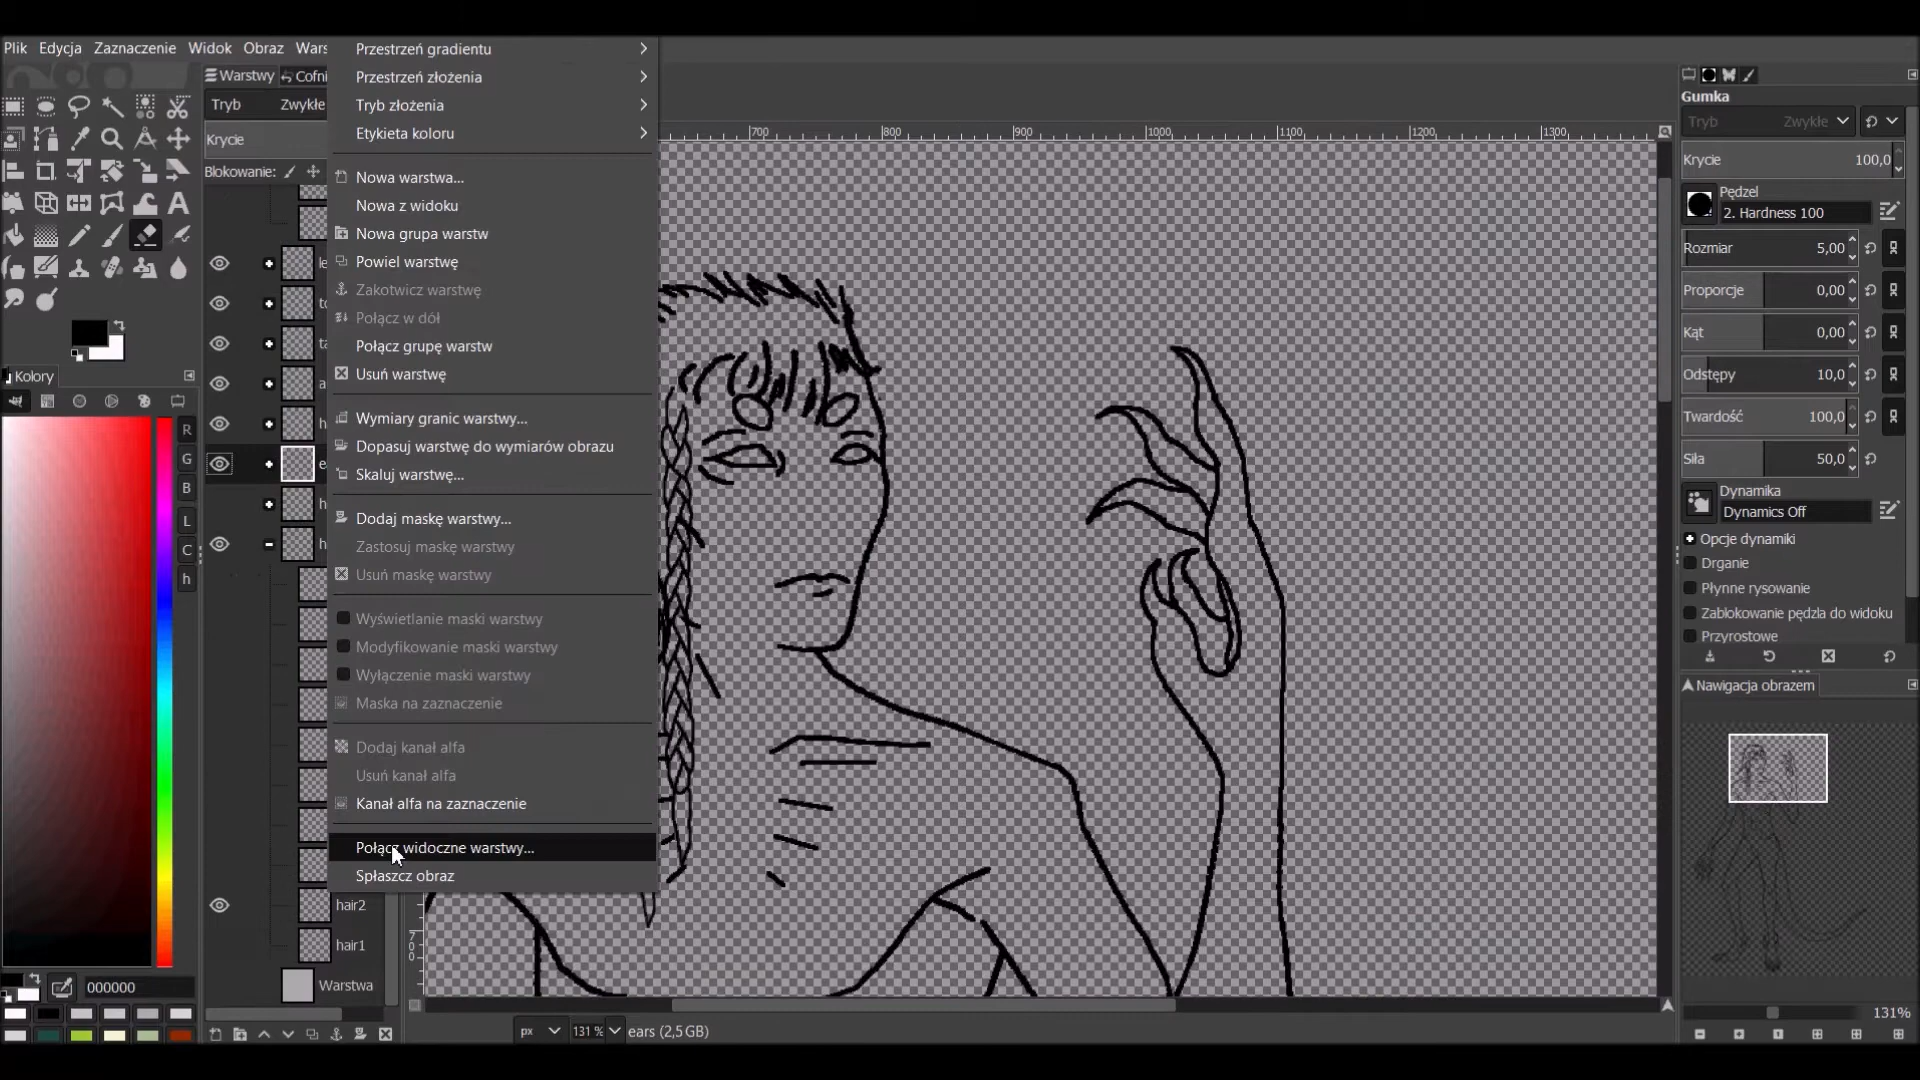 Plik Edycja Zaznaczenie Widok Obraz
Warstwy
Tryb Zwykłe
Krycie
Blokowanie:
Przestrzeń gradientu
Przestrzeń złożenia
Tryb złożenia
Etykieta koloru
Nowa warstwa...
Nowa z widoku
Nowa grupa warstw
Powiel warstwę
Zakotwicz warstwę
Połącz w dół
Połącz grupę warstw
Usuń warstwę
Wymiary granic warstwy...
Dopasuj warstwę do wymiarów obrazu
Skaluj warstwę...
Dodaj maskę warstwy...
Zastosuj maskę warstwy
Usuń maskę warstwy
Wyświetlanie maski warstwy
Modyfikowanie maski warstwy
Wyłączenie maski warstwy
Maska na zaznaczenie
Dodaj kanał alfa
Usuń kanał alfa
Kanał alfa na zaznaczenie
Połącz widoczne warstwy...
Spłaszcz obraz
hair2
hair1
Warstwa
Kolory
R
G
B
L
C
h
000000
700 800 900 1000 1100 1200 1300
700
px 131 % ears (2,5 GB)
Gumka
Tryb Zwykłe
Krycie 100,0
Pędzel
2. Hardness 100
Rozmiar 5,00
Proporcje 0,00
Kąt 0,00
Odstępy 10,0
Twardość 100,0
Siła 50,0
Dynamika
Dynamics Off
Opcje dynamiki
Drganie
Płynne rysowanie
Zablokowanie pędzla do widoku
Przyrostowe
Nawigacja obrazem
131%